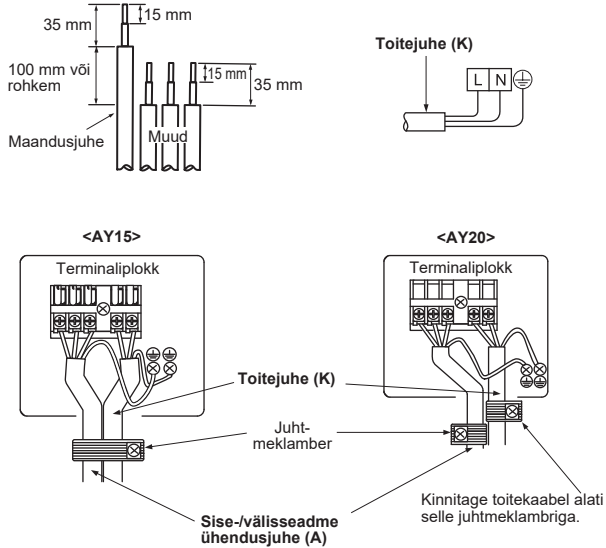 15 mm
35 mm
100 mm või
rohkem
Maandusjuhe
Muud
15 mm
35 mm
Toitejuhe (K)
L N
<AY15>
Terminaliplokk
<AY20>
Terminaliplokk
Toitejuhe (K)
Juht-
meklamber
Sise-/välisseadme
ühendusjuhe (A)
Kinnitage toitekaabel alati
selle juhtmeklambriga.